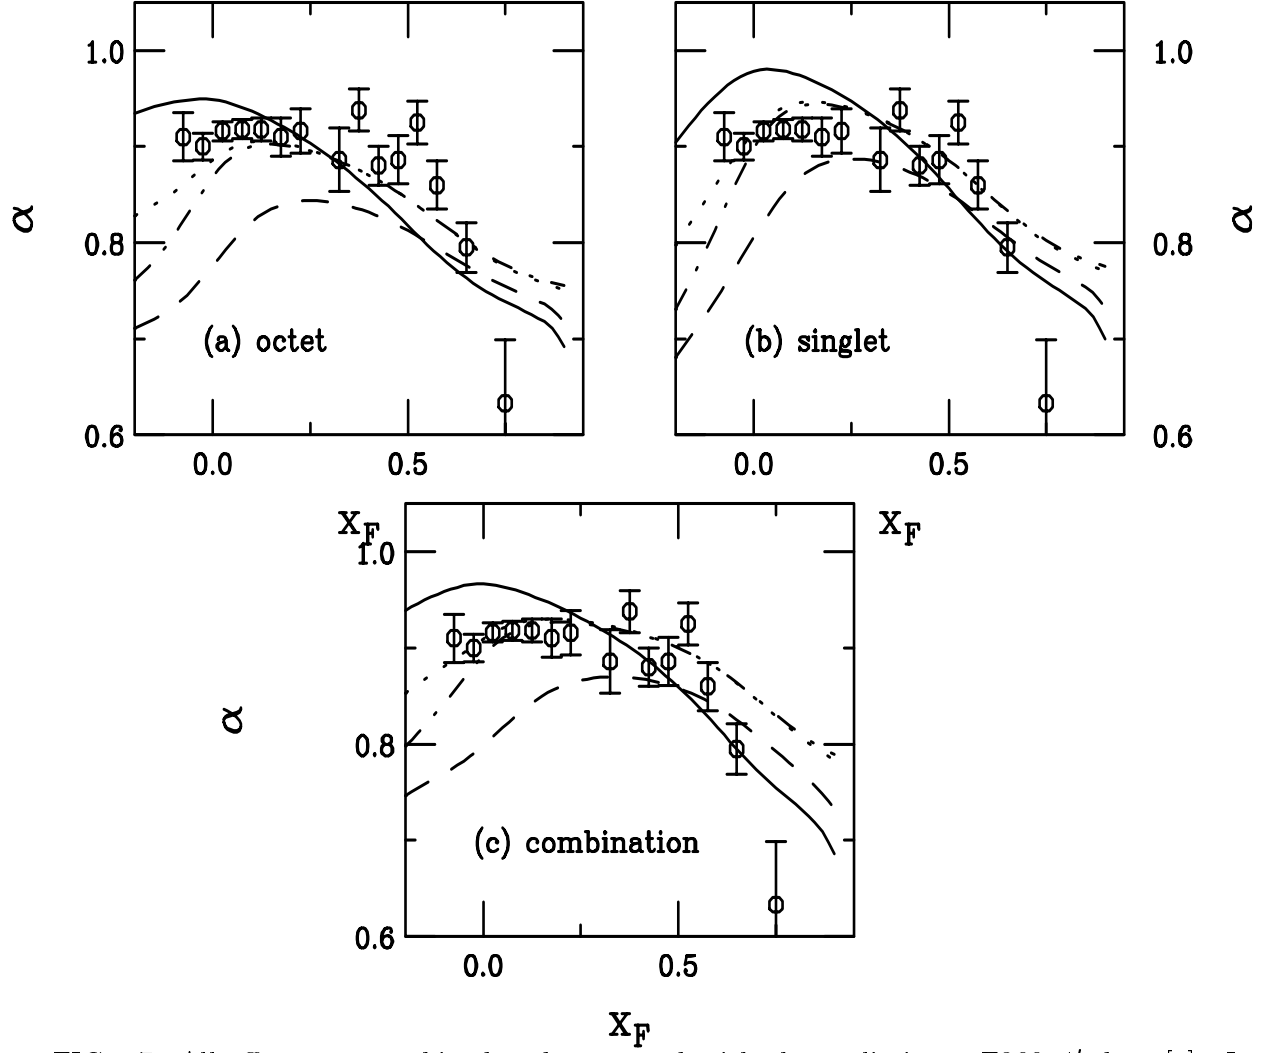 1.0 1.0
α 0.8 0.8 α
(a) octet (b) singlet
0.6 0.6
0.0 0.5 0.0 0.5
X_F X_F
1.0
α 0.8
(c) combination
0.6
0.0 0.5
X_F